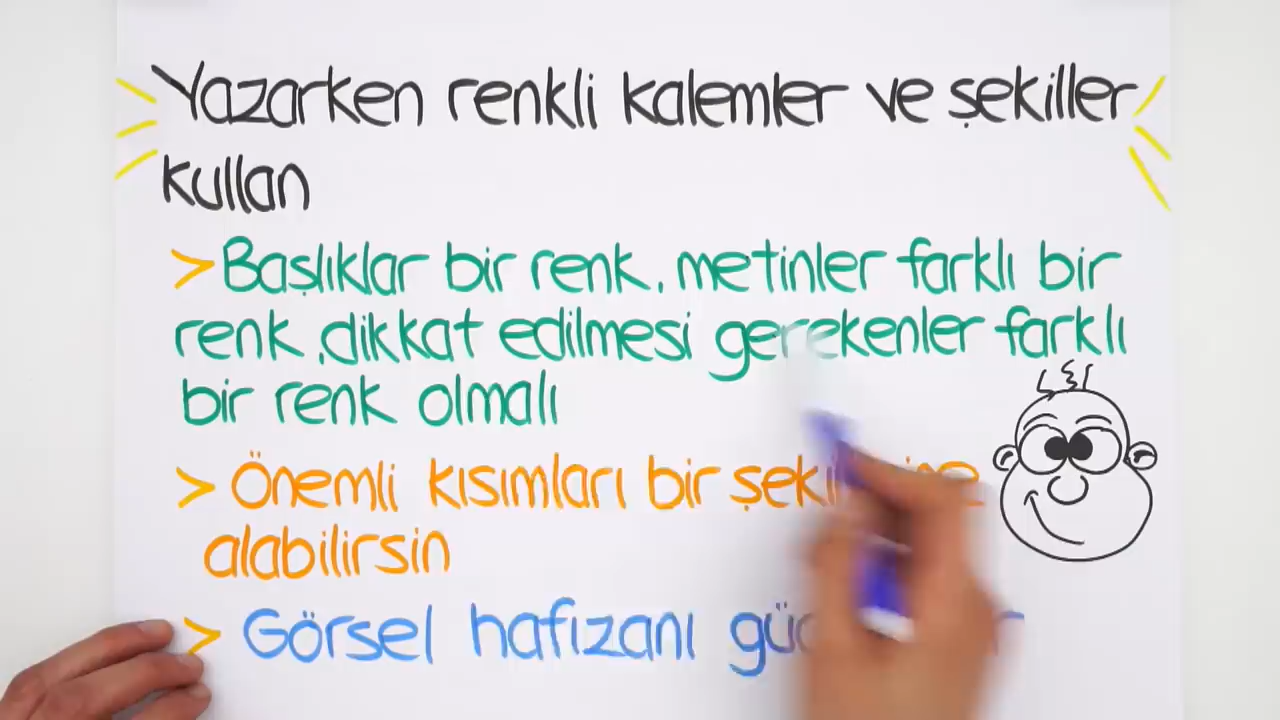 Yazarken renkli kalemler ve şekiller
kullan
> Başlıklar bir renk, metinler farklı bir
renk, dikkat edilmesi gerekenler farklı
bir renk olmalı
> Önemli kısımları bir
alabilirsin
> Görsel hafızanı